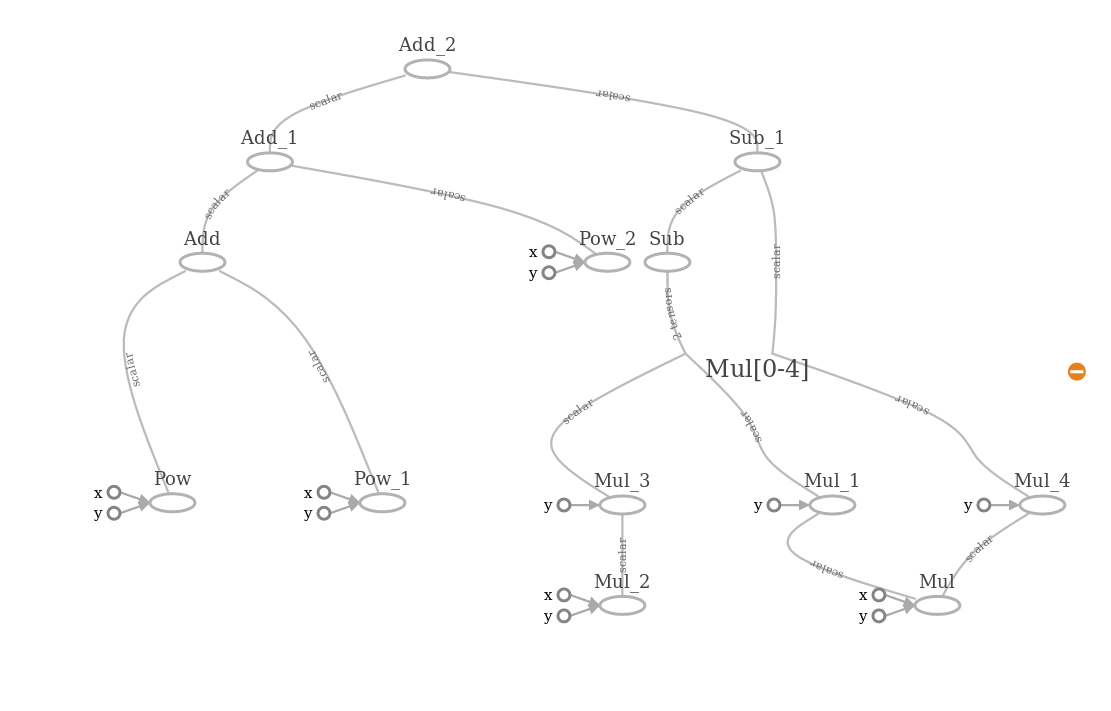 Add_2
scalar
scalar
Add_1
Sub_1
scalar
scalar
scalar
scalar
Add
Pow_2
Sub
x
y
2 tensors
scalar
scalar
Mul[0-4]
scalar
scalar
scalar
Pow
Pow_1
Mul_3
Mul_1
Mul_4
x
y
x
y
y
y
y
scalar
scalar
scalar
Mul_2
Mul
x
y
x
y